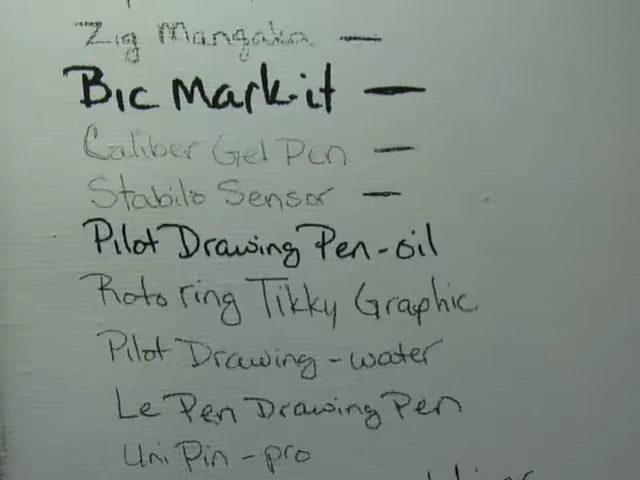 Zig Mangaka —
Bic Mark-it —
Caliber Gel Pen —
Stabilo Sensor —
Pilot Drawing Pen-oil
Rotoring Tikky Graphic
Pilot Drawing - water
Le Pen Drawing Pen
Uni Pin - pro